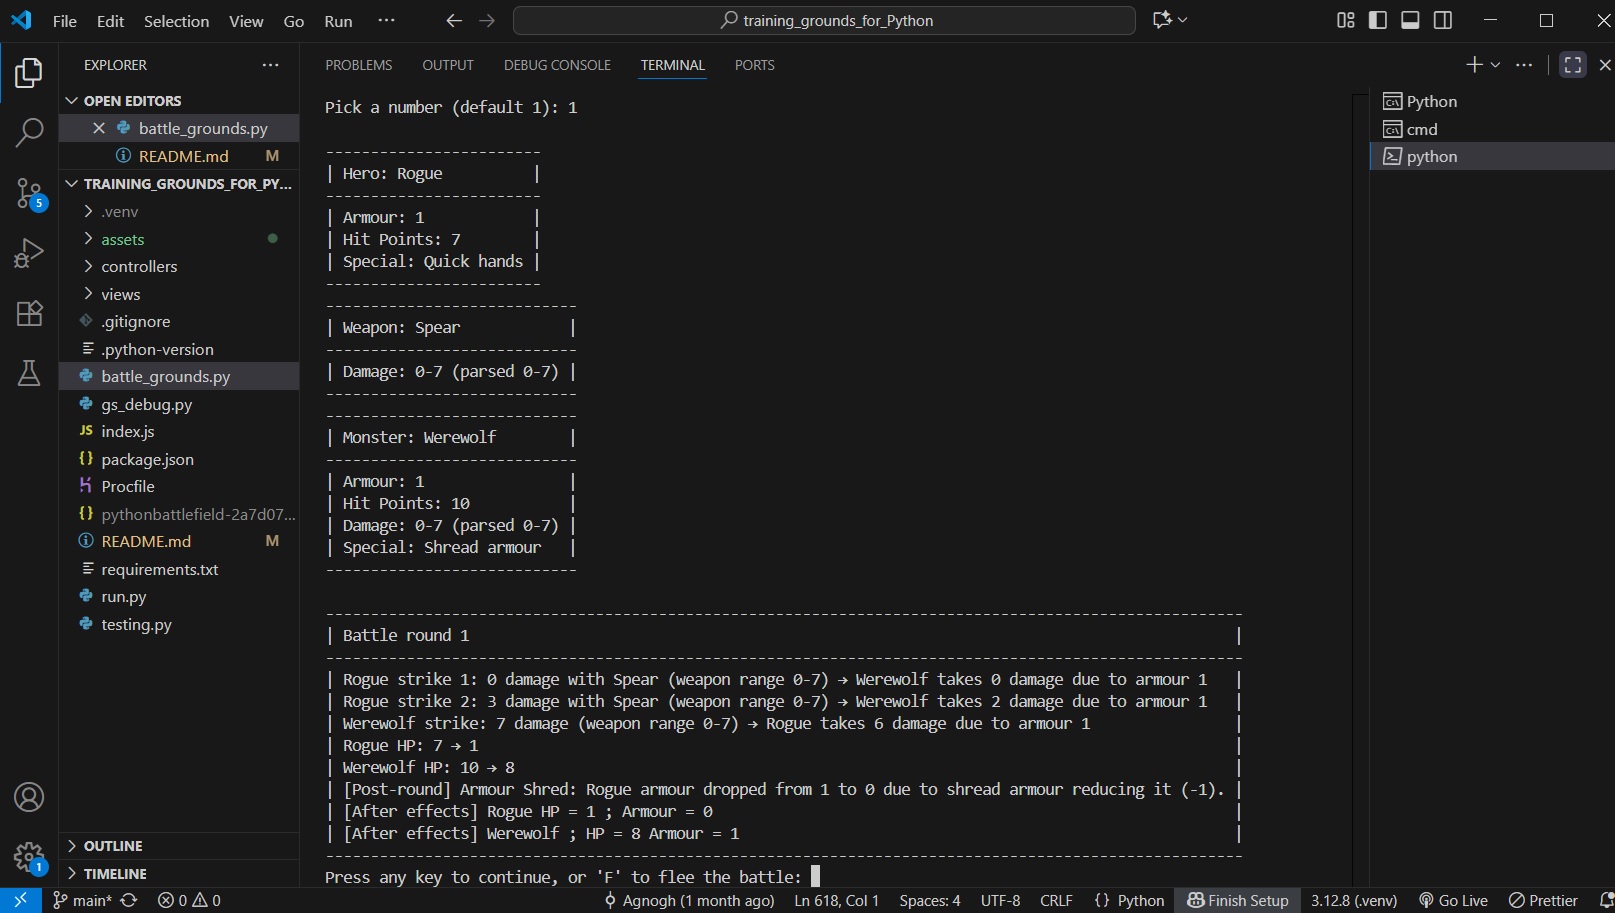 File Edit Selection View Go Run ··· training_grounds_for_Python
EXPLORER ···
OPEN EDITORS
battle_grounds.py
README.md M
TRAINING_GROUNDS_FOR_PY...
.venv
assets
controllers
views
.gitignore
.python-version
battle_grounds.py
gs_debug.py
JS index.js
{} package.json
Procfile
{} pythonbattlefield-2a7d07...
README.md M
requirements.txt
run.py
testing.py
OUTLINE
TIMELINE
5
1
PROBLEMS OUTPUT DEBUG CONSOLE TERMINAL PORTS
Pick a number (default 1): 1
------------------------
| Hero: Rogue |
------------------------
| Armour: 1 |
| Hit Points: 7 |
| Special: Quick hands |
------------------------
----------------------------
| Weapon: Spear |
----------------------------
| Damage: 0-7 (parsed 0-7) |
----------------------------
----------------------------
| Monster: Werewolf |
----------------------------
| Armour: 1 |
| Hit Points: 10 |
| Damage: 0-7 (parsed 0-7) |
| Special: Shread armour |
----------------------------
------------------------------------------------------------------------------------------------------
| Battle round 1 |
------------------------------------------------------------------------------------------------------
| Rogue strike 1: 0 damage with Spear (weapon range 0-7) → Werewolf takes 0 damage due to armour 1 |
| Rogue strike 2: 3 damage with Spear (weapon range 0-7) → Werewolf takes 2 damage due to armour 1 |
| Werewolf strike: 7 damage (weapon range 0-7) → Rogue takes 6 damage due to armour 1 |
| Rogue HP: 7 → 1 |
| Werewolf HP: 10 → 8 |
| [Post-round] Armour Shred: Rogue armour dropped from 1 to 0 due to shread armour reducing it (-1). |
| [After effects] Rogue HP = 1 ; Armour = 0 |
| [After effects] Werewolf ; HP = 8 Armour = 1 |
------------------------------------------------------------------------------------------------------
Press any key to continue, or 'F' to flee the battle:
Python
cmd
python
main* 0 0 Agnogh (1 month ago) Ln 618, Col 1 Spaces: 4 UTF-8 CRLF {} Python Finish Setup 3.12.8 (.venv) Go Live Prettier